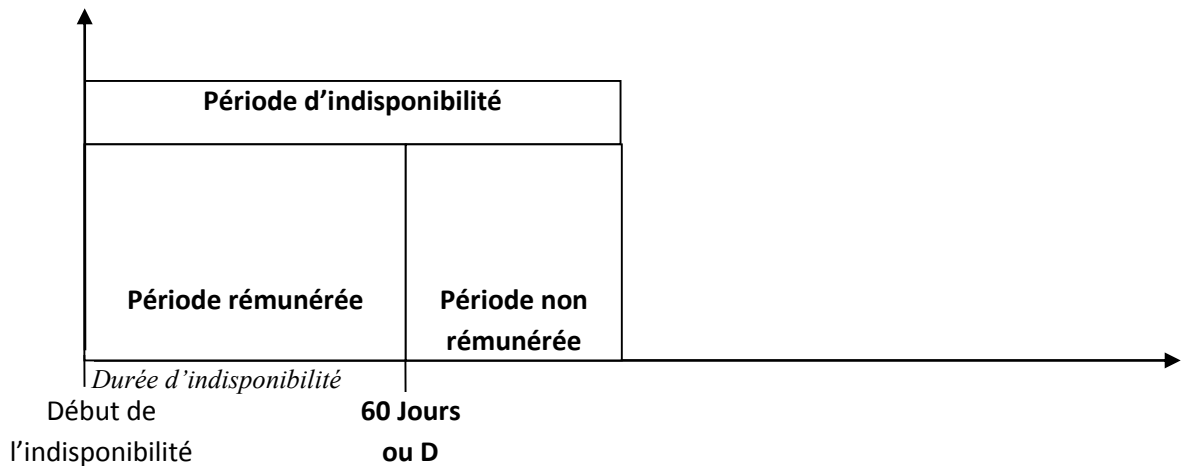 Période d’indisponibilité
Période rémunérée
Période non
rémunérée
Durée d’indisponibilité
Début de
l’indisponibilité
60 Jours
ou D